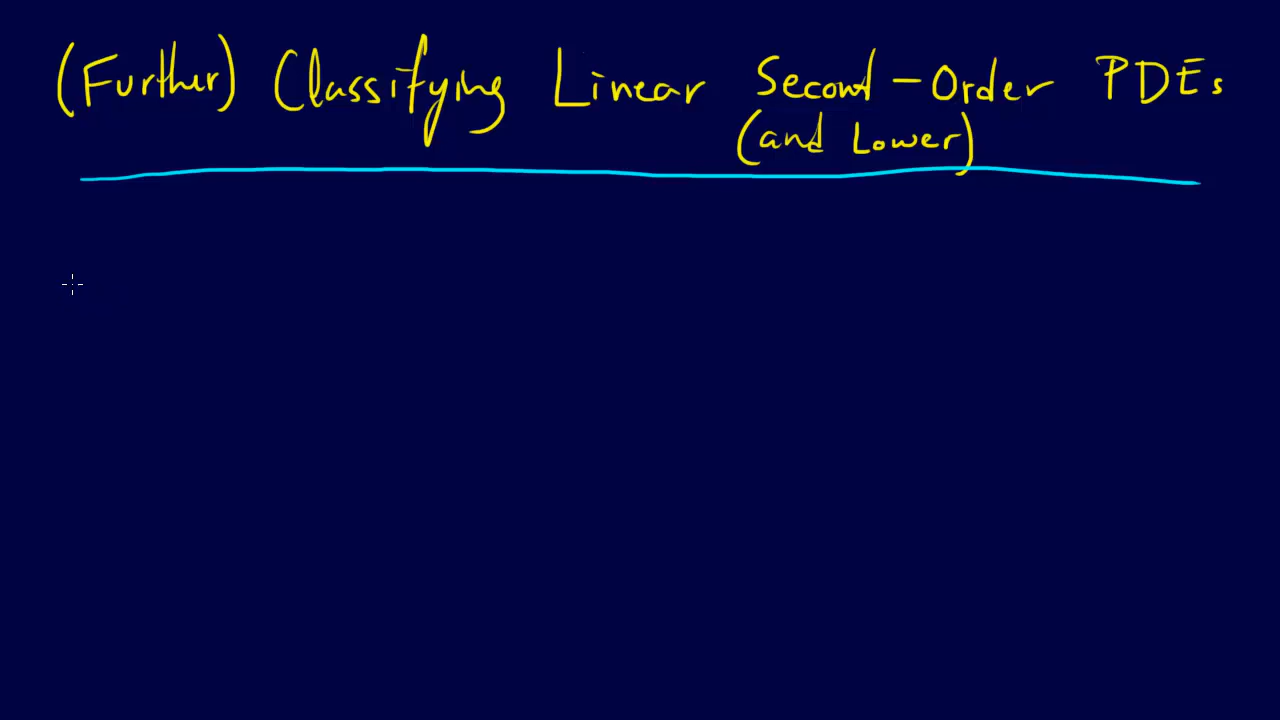 (Further) Classifying Linear Second-Order PDEs
(and Lower)